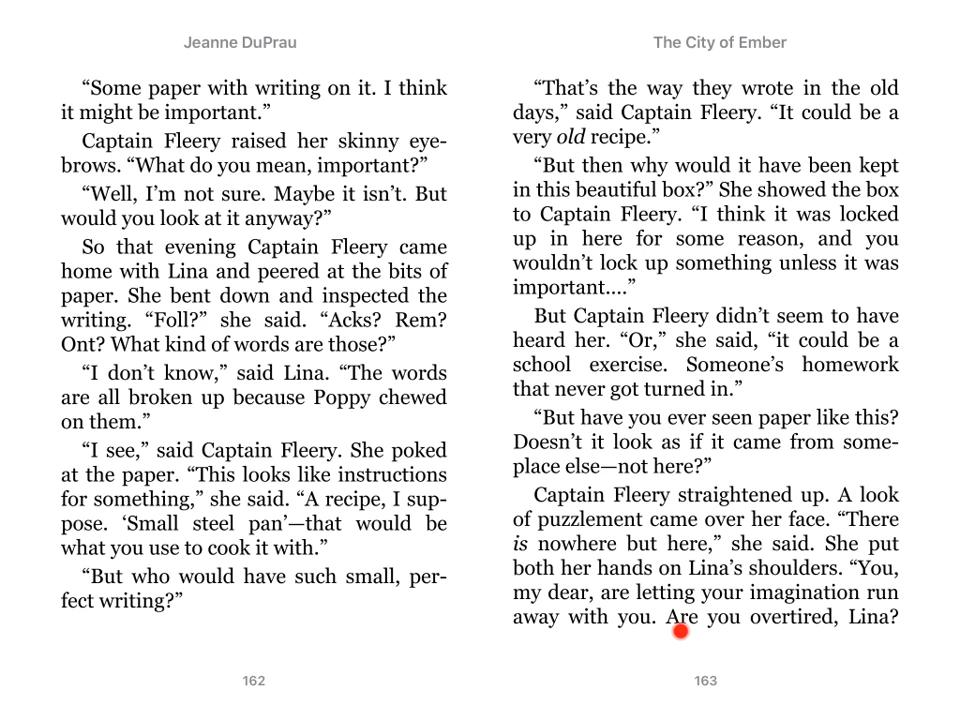 Jeanne DuPrau
“Some paper with writing on it. I think
it might be important.”
Captain Fleery raised her skinny eye-
brows. “What do you mean, important?”
“Well, I’m not sure. Maybe it isn’t. But
would you look at it anyway?”
So that evening Captain Fleery came
home with Lina and peered at the bits of
paper. She bent down and inspected the
writing. “Foll?” she said. “Acks? Rem?
Ont? What kind of words are those?”
“I don’t know,” said Lina. “The words
are all broken up because Poppy chewed
on them.”
“I see,” said Captain Fleery. She poked
at the paper. “This looks like instructions
for something,” she said. “A recipe, I sup-
pose. ‘Small steel pan’—that would be
what you use to cook it with.”
“But who would have such small, per-
fect writing?”
162
The City of Ember
“That’s the way they wrote in the old
days,” said Captain Fleery. “It could be a
very old recipe.”
“But then why would it have been kept
in this beautiful box?” She showed the box
to Captain Fleery. “I think it was locked
up in here for some reason, and you
wouldn’t lock up something unless it was
important....”
But Captain Fleery didn’t seem to have
heard her. “Or,” she said, “it could be a
school exercise. Someone’s homework
that never got turned in.”
“But have you ever seen paper like this?
Doesn’t it look as if it came from some-
place else—not here?”
Captain Fleery straightened up. A look
of puzzlement came over her face. “There
is nowhere but here,” she said. She put
both her hands on Lina’s shoulders. “You,
my dear, are letting your imagination run
away with you. Are you overtired, Lina?
163